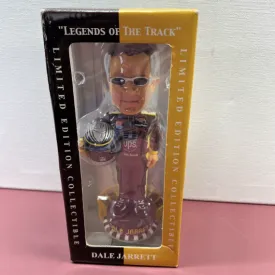 "LEGENDS OF THE TRACK"
LIMITED EDITION COLLECTIBLE
LIMITED EDITION COLLECTIBLE
ups
DALE JARRETT